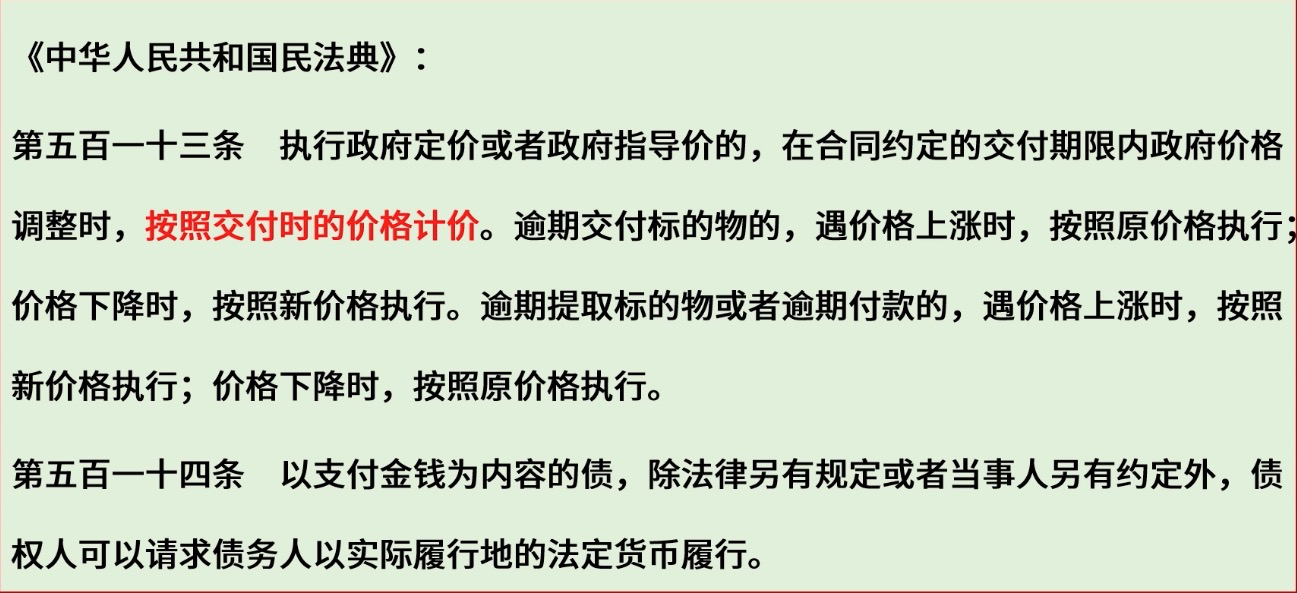 《中华人民共和国民法典》：
第五百一十三条　执行政府定价或者政府指导价的，在合同约定的交付期限内政府价格
调整时，按照交付时的价格计价。逾期交付标的物的，遇价格上涨时，按照原价格执行；
价格下降时，按照新价格执行。逾期提取标的物或者逾期付款的，遇价格上涨时，按照
新价格执行；价格下降时，按照原价格执行。
第五百一十四条　以支付金钱为内容的债，除法律另有规定或者当事人另有约定外，债
权人可以请求债务人以实际履行地的法定货币履行。